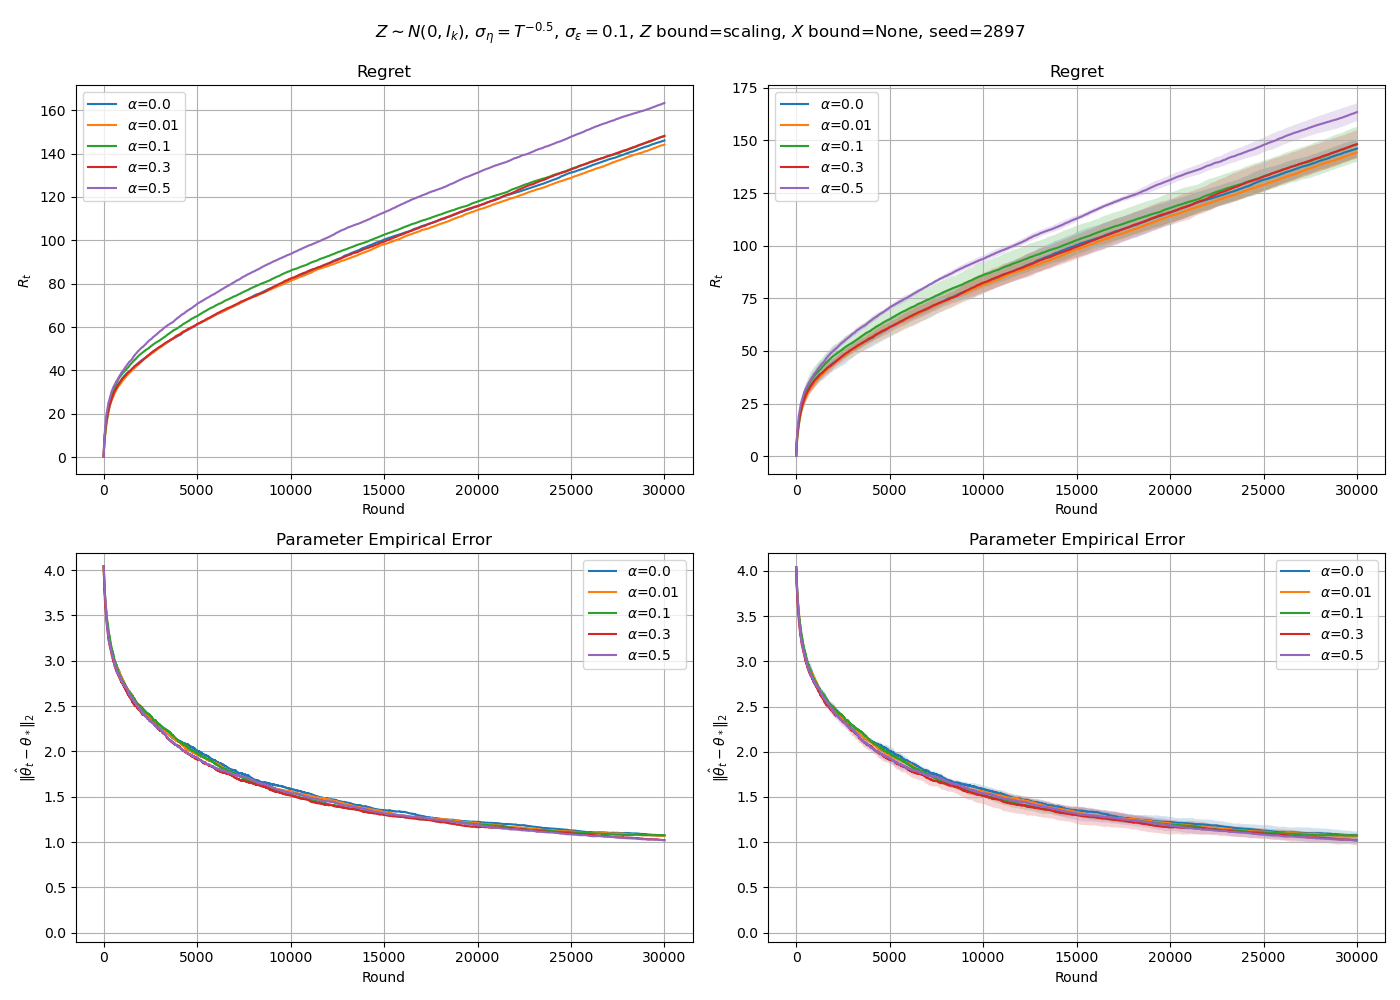 Z ∼ N(0, I_k), σ_η = T^{−0.5}, σ_ε = 0.1, Z bound=scaling, X bound=None, seed=2897
Regret
α=0.0
α=0.01
α=0.1
α=0.3
α=0.5
160
140
120
100
80
60
40
20
0
R_t
0 5000 10000 15000 20000 25000 30000
Round
Regret
α=0.0
α=0.01
α=0.1
α=0.3
α=0.5
175
150
125
100
75
50
25
0
R_t
0 5000 10000 15000 20000 25000 30000
Round
Parameter Empirical Error
α=0.0
α=0.01
α=0.1
α=0.3
α=0.5
4.0
3.5
3.0
2.5
2.0
1.5
1.0
0.5
0.0
‖θ̂_t − θ_*‖_2
0 5000 10000 15000 20000 25000 30000
Round
Parameter Empirical Error
α=0.0
α=0.01
α=0.1
α=0.3
α=0.5
4.0
3.5
3.0
2.5
2.0
1.5
1.0
0.5
0.0
‖θ̂_t − θ_*‖_2
0 5000 10000 15000 20000 25000 30000
Round